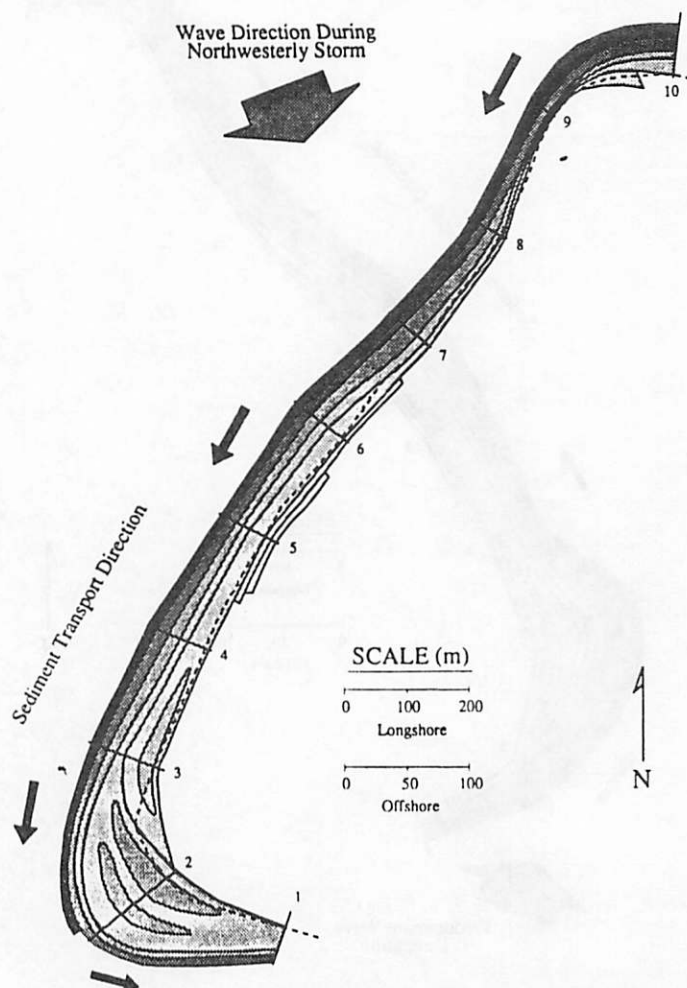 Wave Direction During
Northwesterly Storm
10
9
8
7
6
5
Sediment Transport Direction
4
SCALE (m)
0 100 200
Longshore
3
0 50 100
Offshore
N
2
1